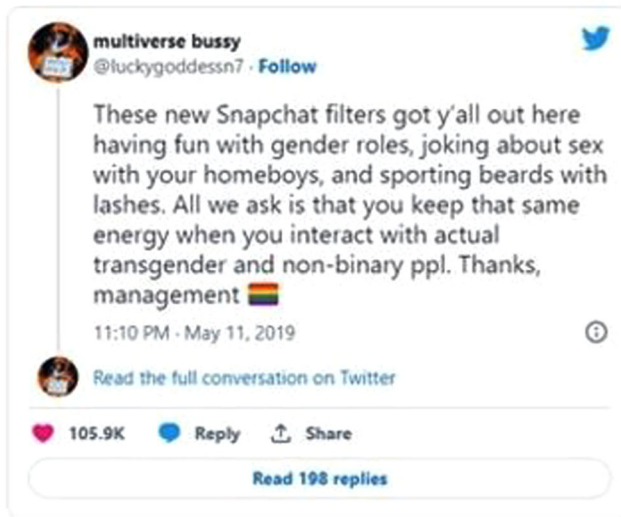 multiverse bussy
@luckygoddessn7 · Follow
These new Snapchat filters got y'all out here
having fun with gender roles, joking about sex
with your homeboys, and sporting beards with
lashes. All we ask is that you keep that same
energy when you interact with actual
transgender and non-binary ppl. Thanks,
management 🏳️‍🌈
11:10 PM · May 11, 2019
Read the full conversation on Twitter
105.9K Reply Share
Read 198 replies